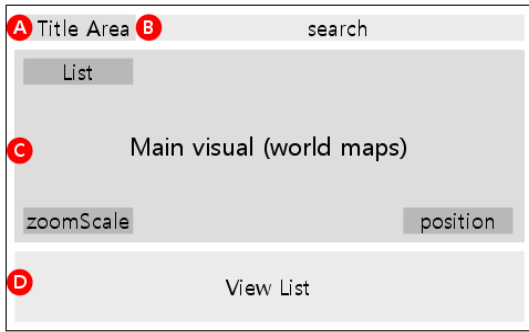 A Title Area B search
List
C Main visual (world maps)
zoomScale position
D View List